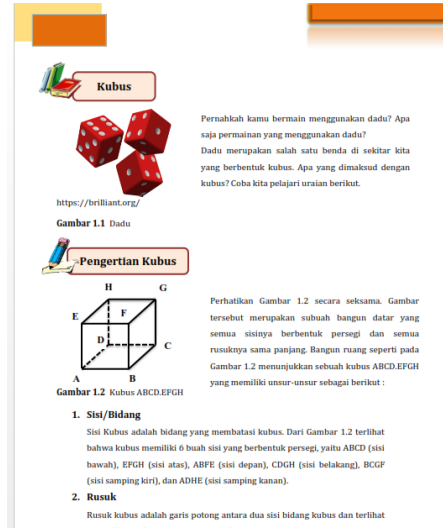 Kubus
Pernahkah kamu bermain menggunakan dadu? Apa
saja permainan yang menggunakan dadu?
Dadu merupakan salah satu benda di sekitar kita
yang berbentuk kubus. Apa yang dimaksud dengan
kubus? Coba kita pelajari uraian berikut.
https://brilliant.org/
Gambar 1.1 Dadu
Pengertian Kubus
H G
E F
D C
A B
Gambar 1.2 Kubus ABCD.EFGH
Perhatikan Gambar 1.2 secara seksama. Gambar
tersebut merupakan subuah bangun datar yang
semua sisinya berbentuk persegi dan semua
rusuknya sama panjang. Bangun ruang seperti pada
Gambar 1.2 menunjukkan sebuah kubus ABCD.EFGH
yang memiliki unsur-unsur sebagai berikut :
1. Sisi/Bidang
Sisi Kubus adalah bidang yang membatasi kubus. Dari Gambar 1.2 terlihat
bahwa kubus memiliki 6 buah sisi yang berbentuk persegi, yaitu ABCD (sisi
bawah), EFGH (sisi atas), ABFE (sisi depan), CDGH (sisi belakang), BCGF
(sisi samping kiri), dan ADHE (sisi samping kanan).
2. Rusuk
Rusuk kubus adalah garis potong antara dua sisi bidang kubus dan terlihat